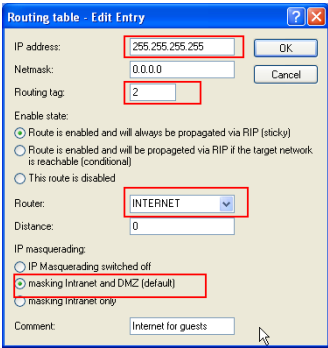 Routing table - Edit Entry
IP address: 255.255.255.255 OK
Netmask: 0.0.0.0 Cancel
Routing tag: 2
Enable state:
Route is enabled and will always be propagated via RIP (sticky)
Route is enabled and will be propageted via RIP if the target network
is reachable (conditional)
This route is disabled
Router: INTERNET
Distance: 0
IP masquerading:
IP Masquerading switched off
masking Intranet and DMZ (default)
masking Intranet only
Comment: Internet for guests